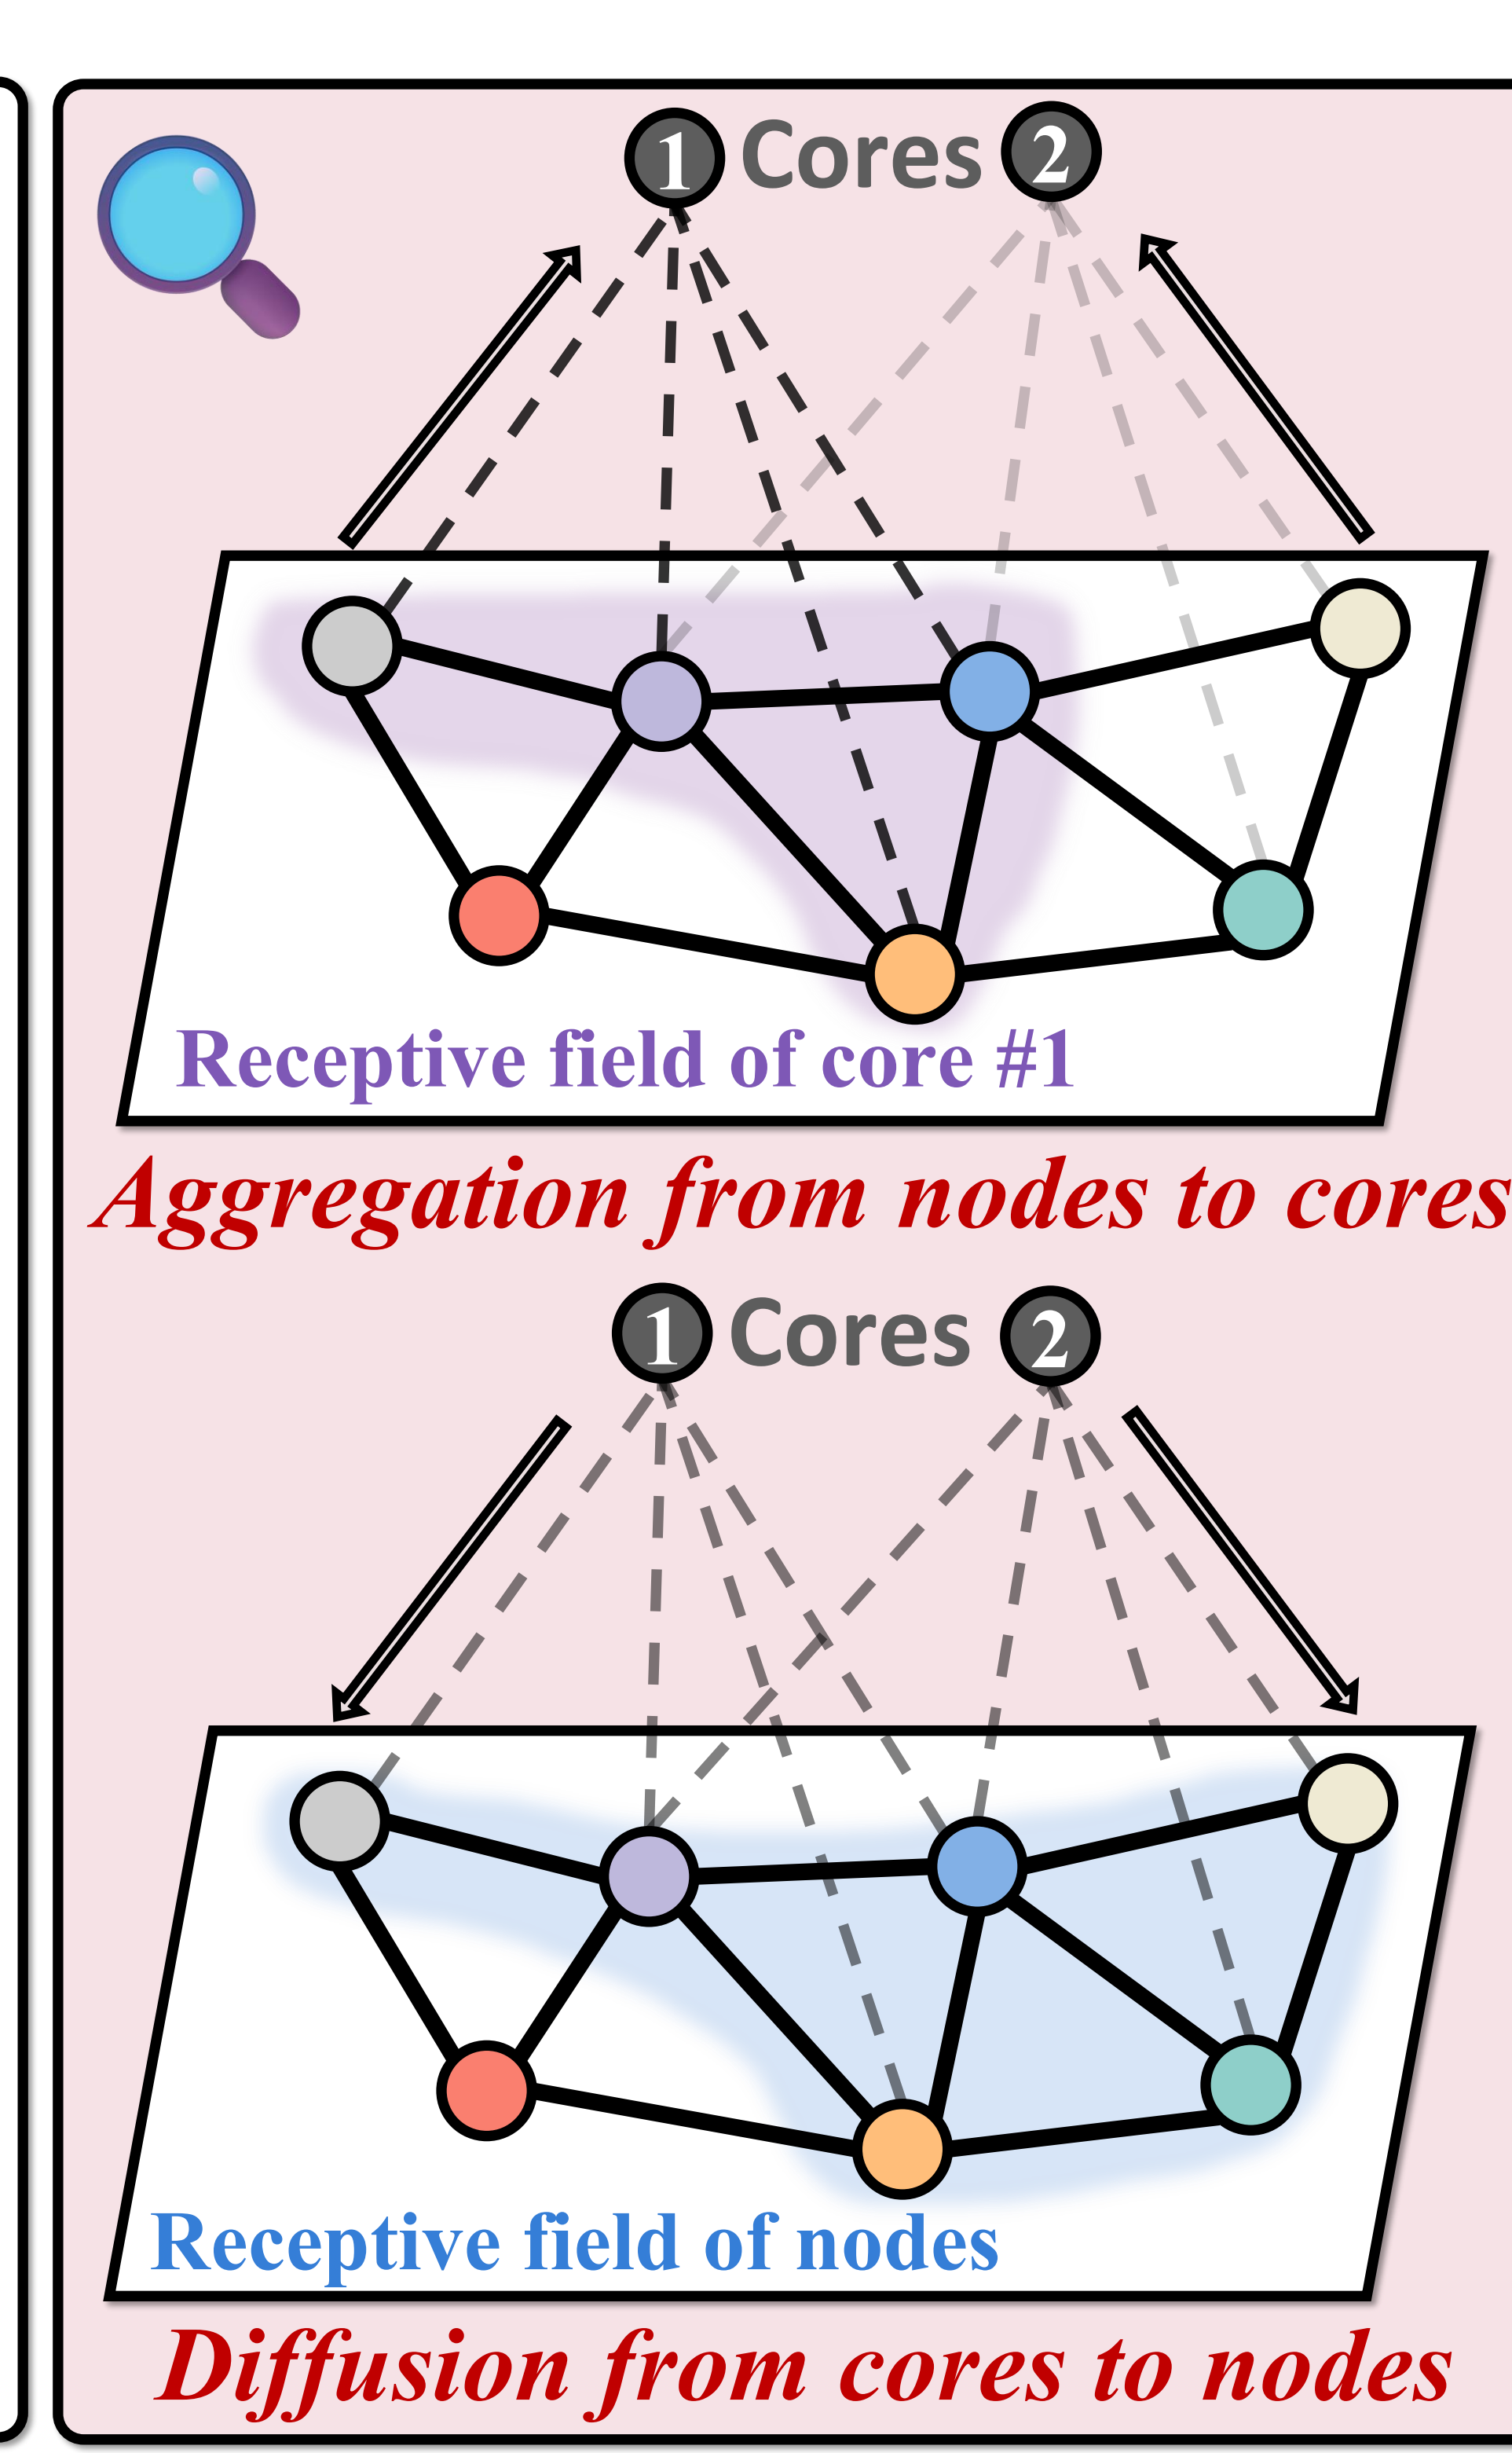 1 Cores 2
Receptive field of core #1
Aggregation from nodes to cores
1 Cores 2
Receptive field of nodes
Diffusion from cores to nodes